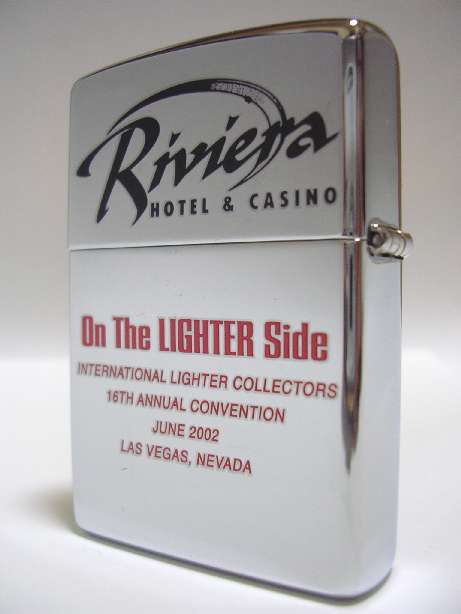 Riviera
HOTEL & CASINO
On The LIGHTER Side
INTERNATIONAL LIGHTER COLLECTORS
16TH ANNUAL CONVENTION
JUNE 2002
LAS VEGAS, NEVADA